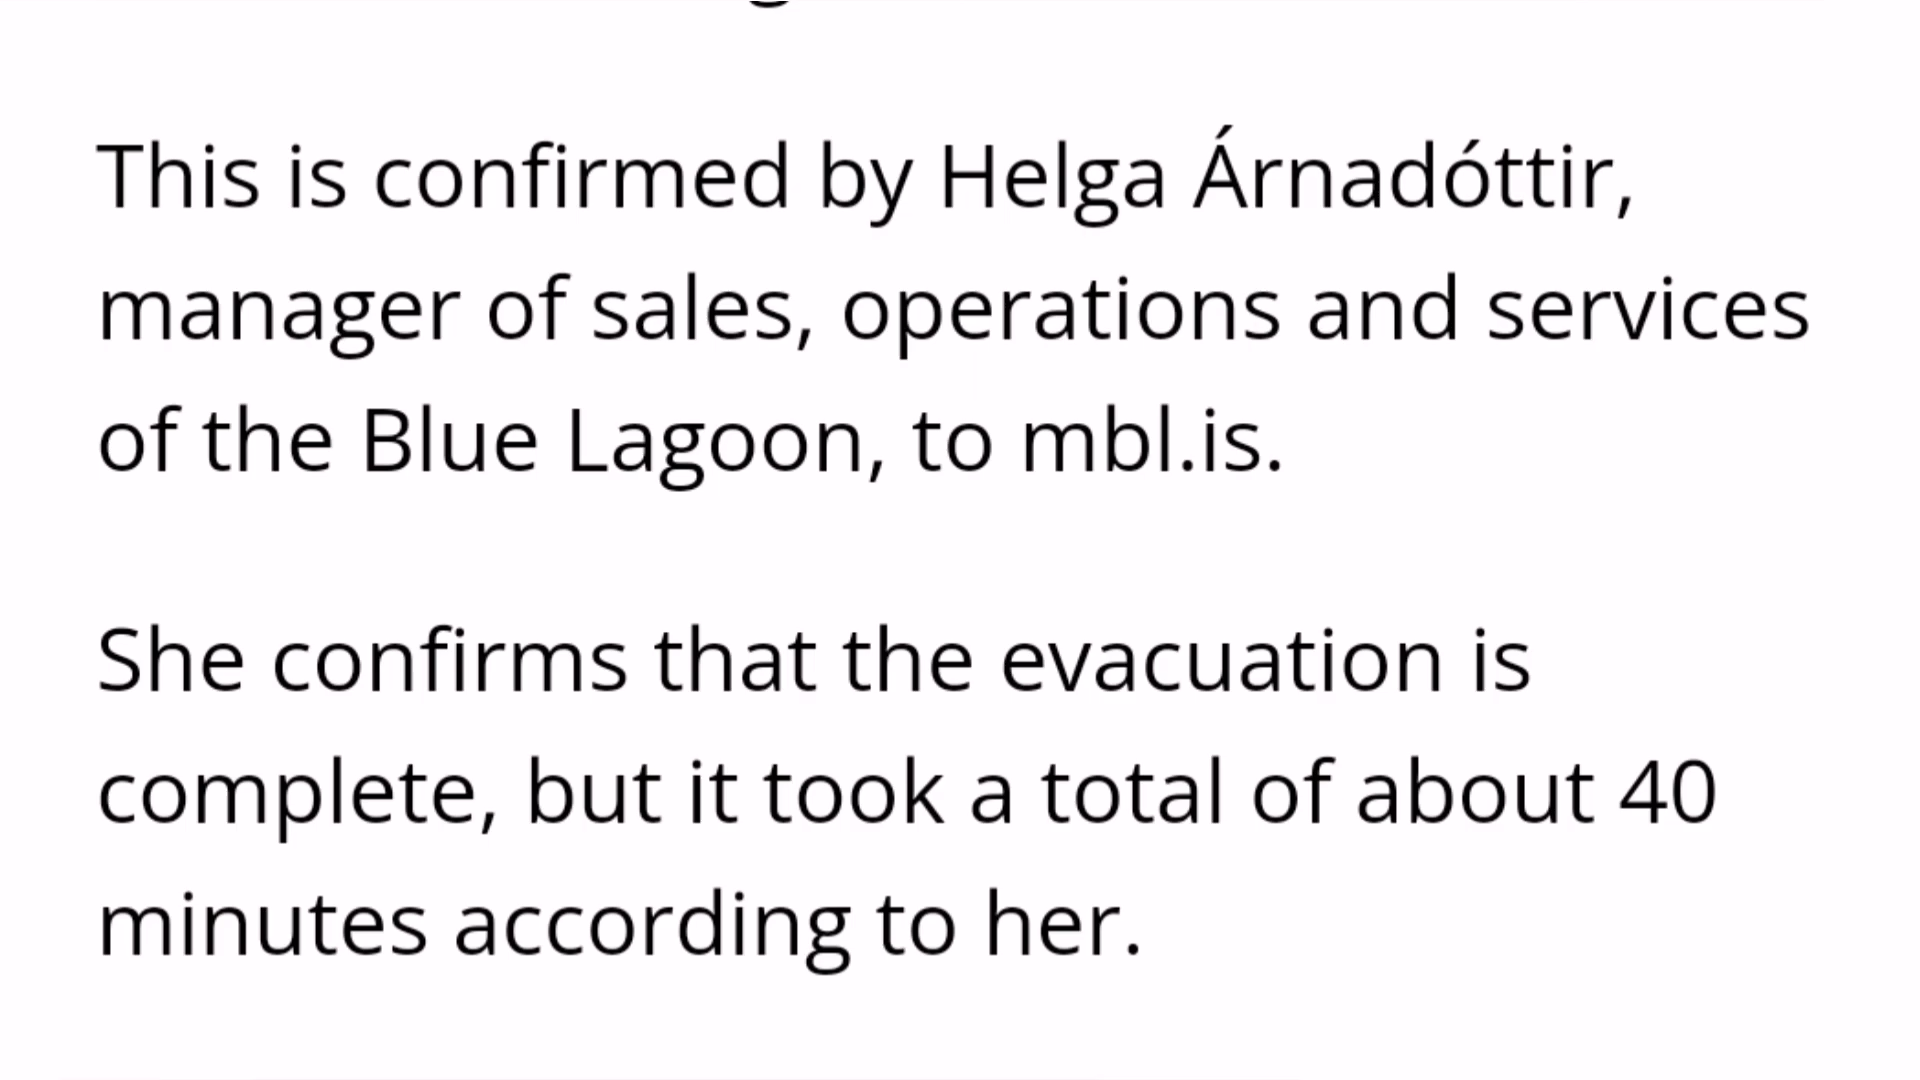 This is confirmed by Helga Árnadóttir,
manager of sales, operations and services
of the Blue Lagoon, to mbl.is.
She confirms that the evacuation is
complete, but it took a total of about 40
minutes according to her.